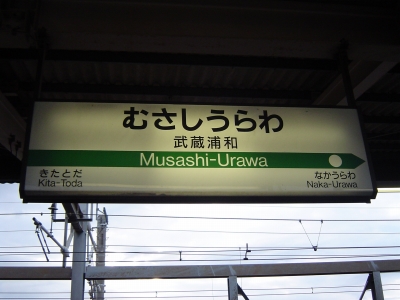 むさしうらわ
武蔵浦和
Musashi-Urawa
きたとだ
Kita-Toda
なかうらわ
Naka-Urawa